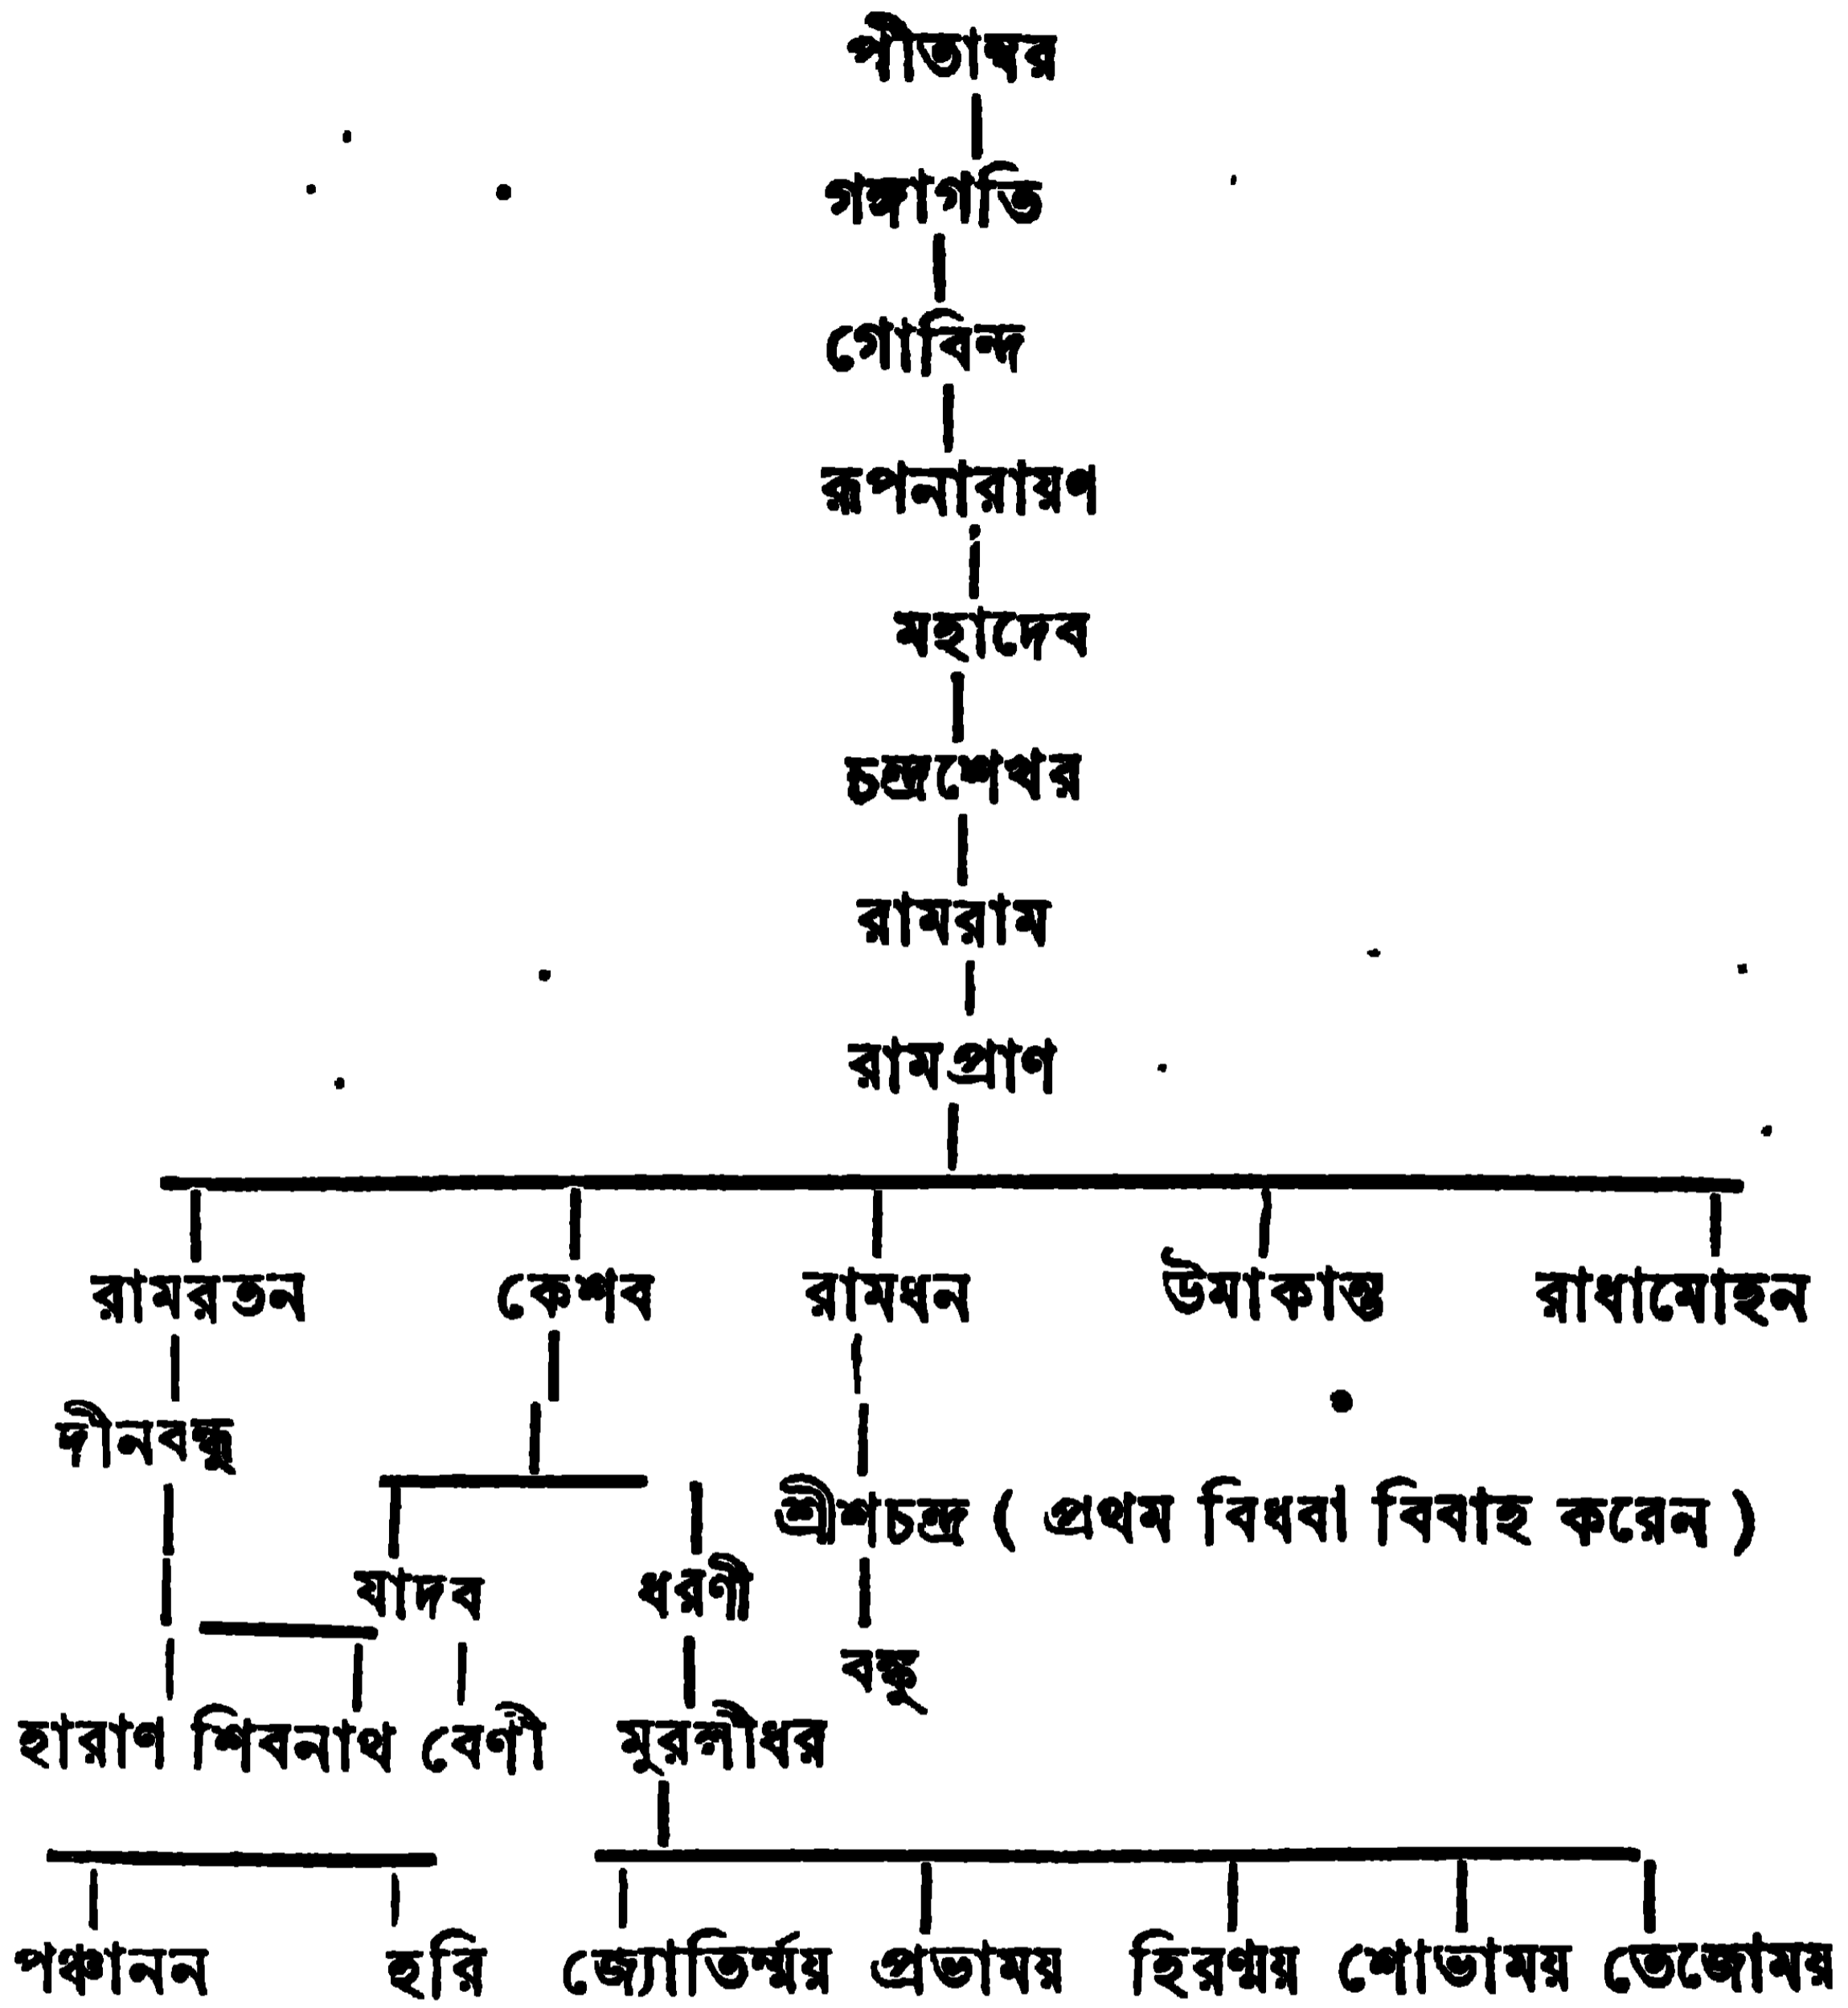 পীতাম্বর
গঙ্গাগতি
গোবিন্দ
রূপনারায়ণ
মহাদেব
চন্দ্রশেখর
রামরাম
রামপ্রাণ
রামরতন কেশব রামধন উমাকান্ত রাধামোহন
দীনবন্ধু
শ্রীশচন্দ্র ( প্রথম বিধবা বিবাহ করেন )
যাদব ধরণী
বঙ্কু
হারাণ শিবনাথ বেণী মুরলীধর
পঞ্চানন হরি জ্যোতির্ম্ময় প্রভাময় হিরণ্ময় শোভাময় তেজোময়